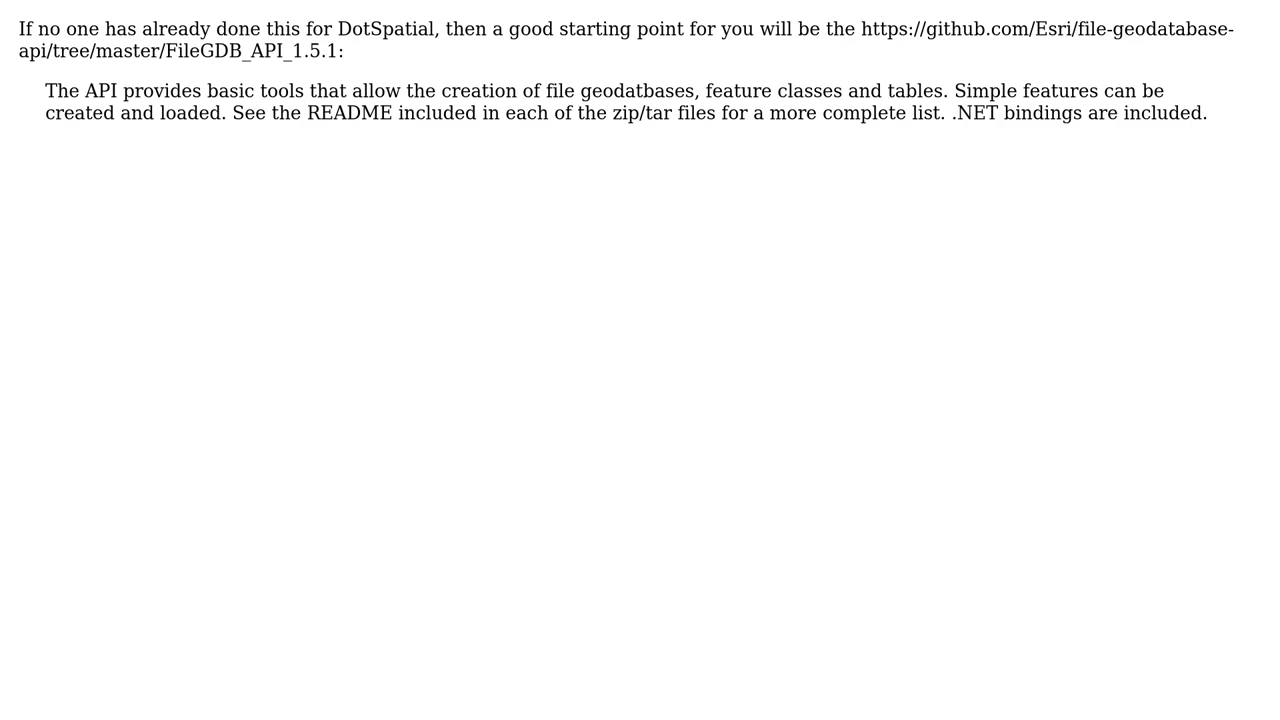 If no one has already done this for DotSpatial, then a good starting point for you will be the https://github.com/Esri/file-geodatabase-
api/tree/master/FileGDB_API_1.5.1:
The API provides basic tools that allow the creation of file geodatbases, feature classes and tables. Simple features can be
created and loaded. See the README included in each of the zip/tar files for a more complete list. .NET bindings are included.